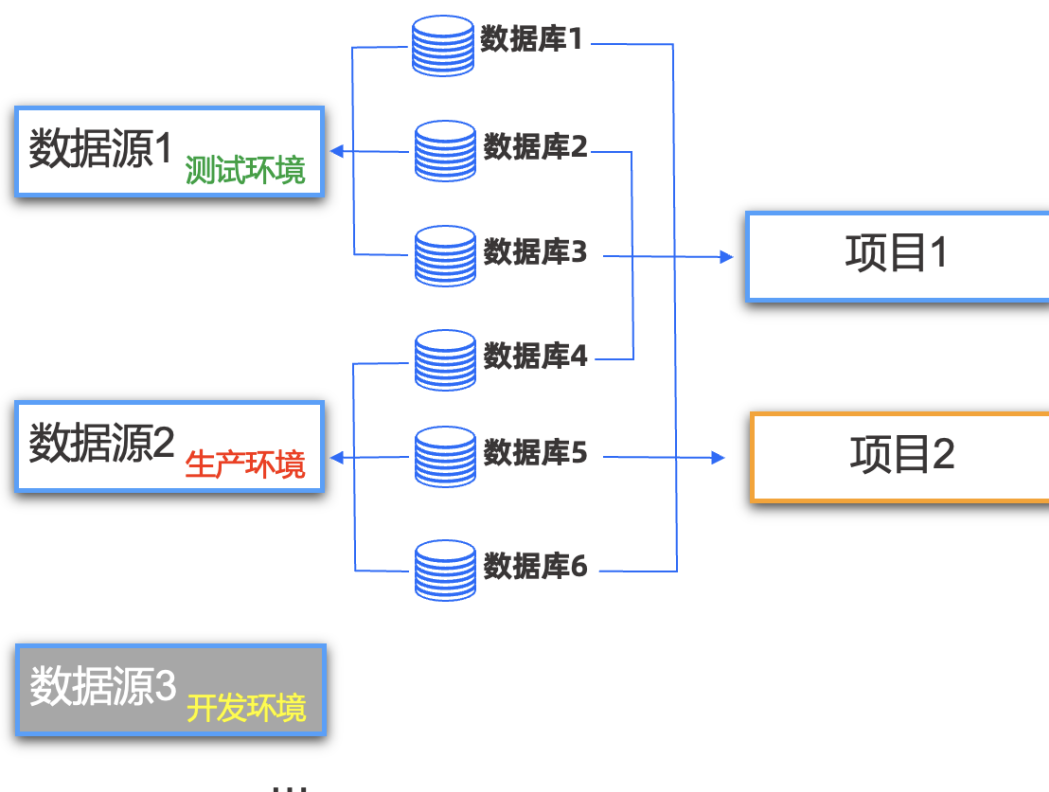 数据库1
数据源1 测试环境
数据库2
数据库3
项目1
数据库4
数据源2 生产环境
数据库5
项目2
数据库6
数据源3 开发环境
...